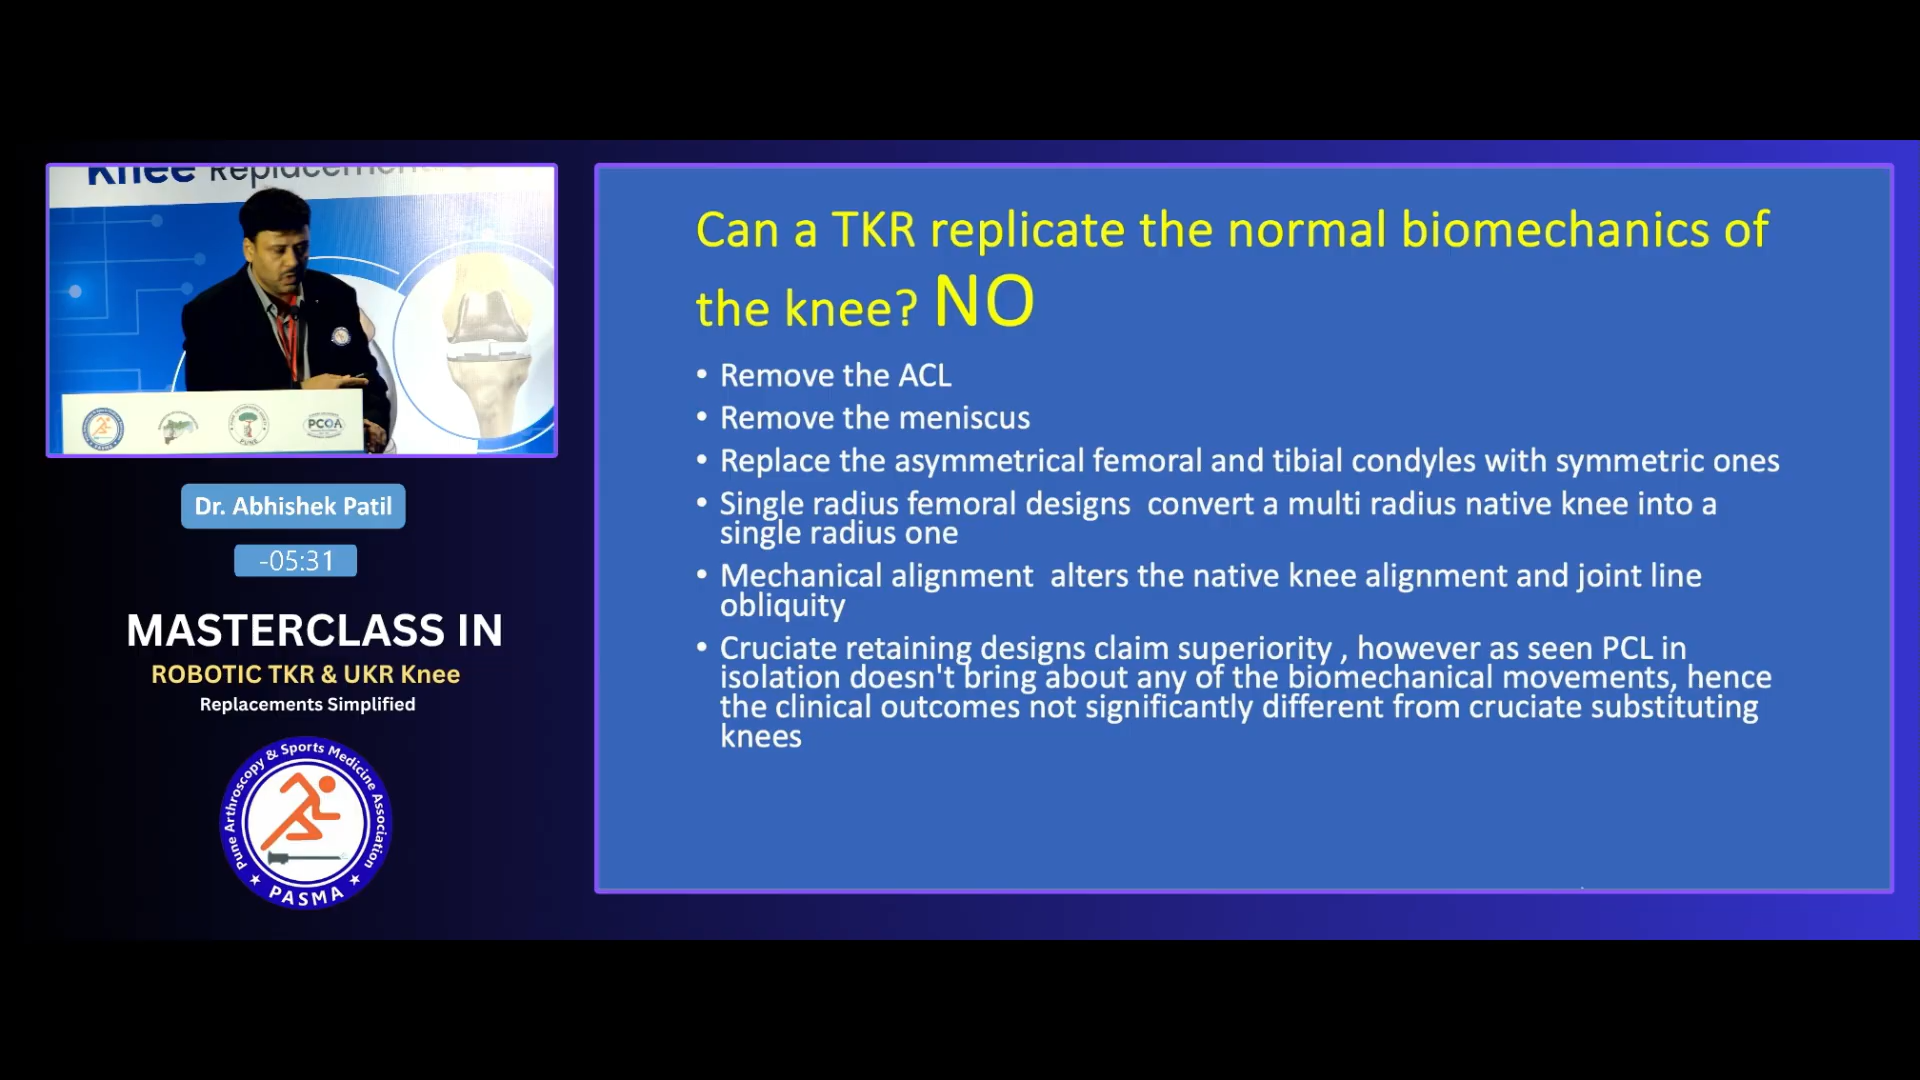 Knee Replacement
PCOA
PUNE
Dr. Abhishek Patil
-05:31
MASTERCLASS IN
ROBOTIC TKR & UKR Knee
Replacements Simplified
Pune Arthroscopy & Sports Medicine Association
PASMA
Can a TKR replicate the normal biomechanics of
the knee? NO
• Remove the ACL
• Remove the meniscus
• Replace the asymmetrical femoral and tibial condyles with symmetric ones
• Single radius femoral designs convert a multi radius native knee into a
single radius one
• Mechanical alignment alters the native knee alignment and joint line
obliquity
• Cruciate retaining designs claim superiority , however as seen PCL in
isolation doesn't bring about any of the biomechanical movements, hence
the clinical outcomes not significantly different from cruciate substituting
knees